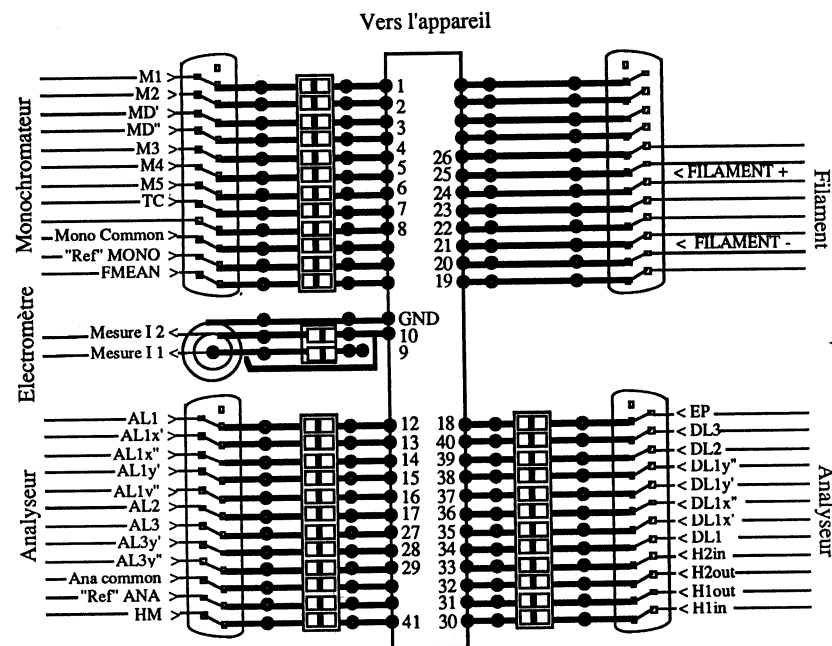 Vers l'appareil
Monochromateur
M1 >
M2 >
MD' >
MD" >
M3 >
M4 >
M5 >
TC >
Mono Common >
"Ref" MONO >
FMEAN >
1
2
3
4
5
6
7
8
26
25
24
23
22
21
20
19
< FILAMENT +
< FILAMENT -
Filament
Electromètre
Mesure I 2 <
Mesure I 1 <
GND
10
9
Analyseur
AL1 >
AL1x' >
AL1x" >
AL1y' >
AL1v" >
AL2 >
AL3 >
AL3y' >
AL3v" >
Ana common >
"Ref" ANA >
HM >
12
13
14
15
16
17
27
28
29
41
18
40
39
38
37
36
35
34
33
32
31
30
< EP
< DL3
< DL2
< DL1y"
< DL1y'
< DL1x"
< DL1x'
< DL1
< H2in
< H2out
< H1out
< H1in
Analyseur